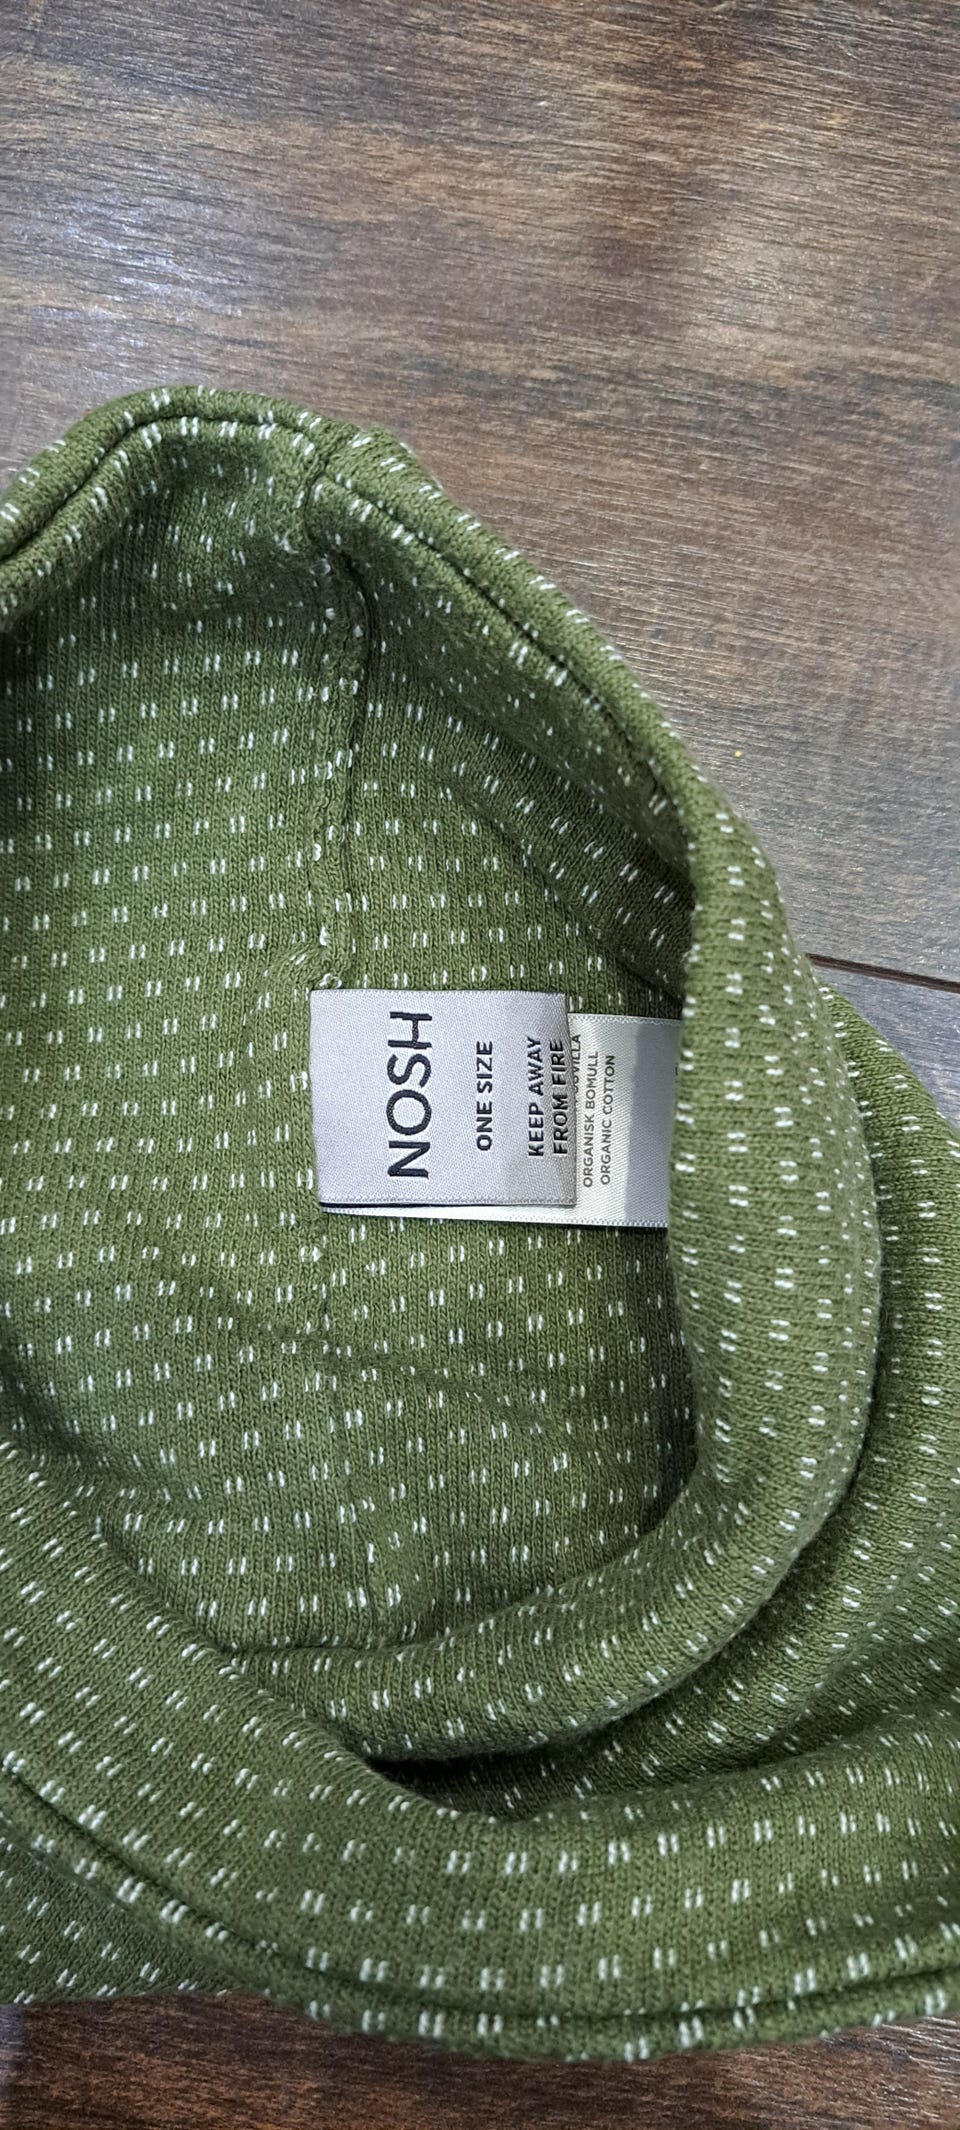 NOSH
ONE SIZE
KEEP AWAY
FROM FIRE
ORGANISK BOMULL
ORGANIC COTTON